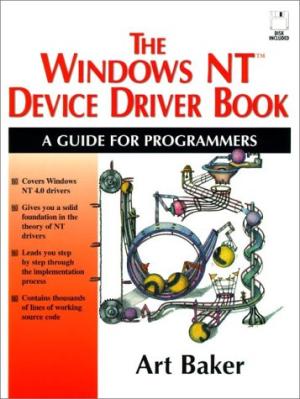 DISK
INCLUDED
THE
WINDOWS NT™
DEVICE DRIVER BOOK
A GUIDE FOR PROGRAMMERS
Covers Windows
NT 4.0 drivers
Gives you a solid
foundation in the
theory of NT
drivers
Leads you step
by step through the
implementation
process
Contains thousands
of lines of working
source code
Art Baker